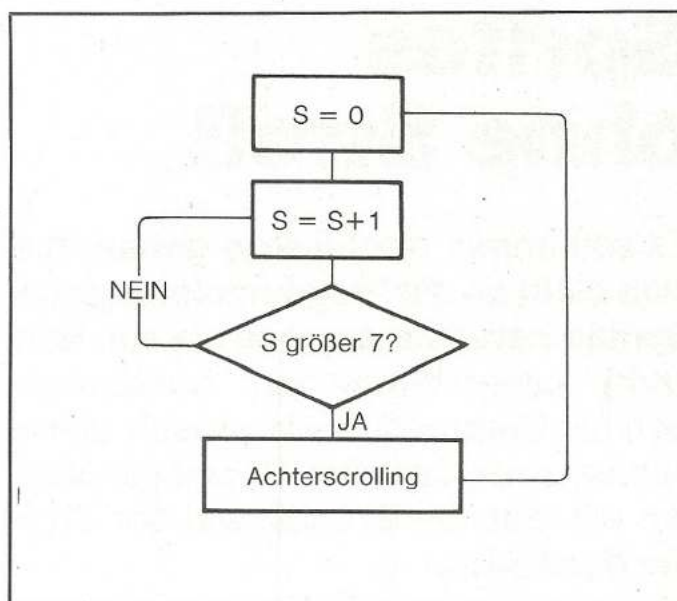 S = 0
S = S+1
NEIN
S größer 7?
JA
Achterscrolling